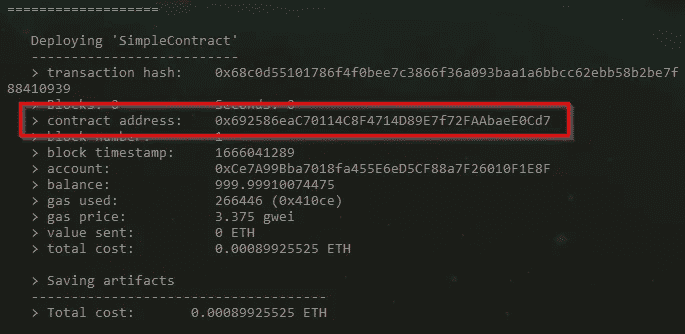 ====================
Deploying 'SimpleContract'
--------------------------
> transaction hash: 0x68c0d55101786f4f0bee7c3866f36a093baa1a6bbcc62ebb58b2be7f
88410939
> Blocks: 0 Seconds: 0
> contract address: 0x692586eaC70114C8F4714D89E7f72FAAbaeE0Cd7
> block number: 1
> block timestamp: 1666041289
> account: 0xCe7A99Bba7018fa455E6eD5CF88a7F26010F1E8F
> balance: 999.99910074475
> gas used: 266446 (0x410ce)
> gas price: 3.375 gwei
> value sent: 0 ETH
> total cost: 0.00089925525 ETH
> Saving artifacts
-------------------------------------
> Total cost: 0.00089925525 ETH